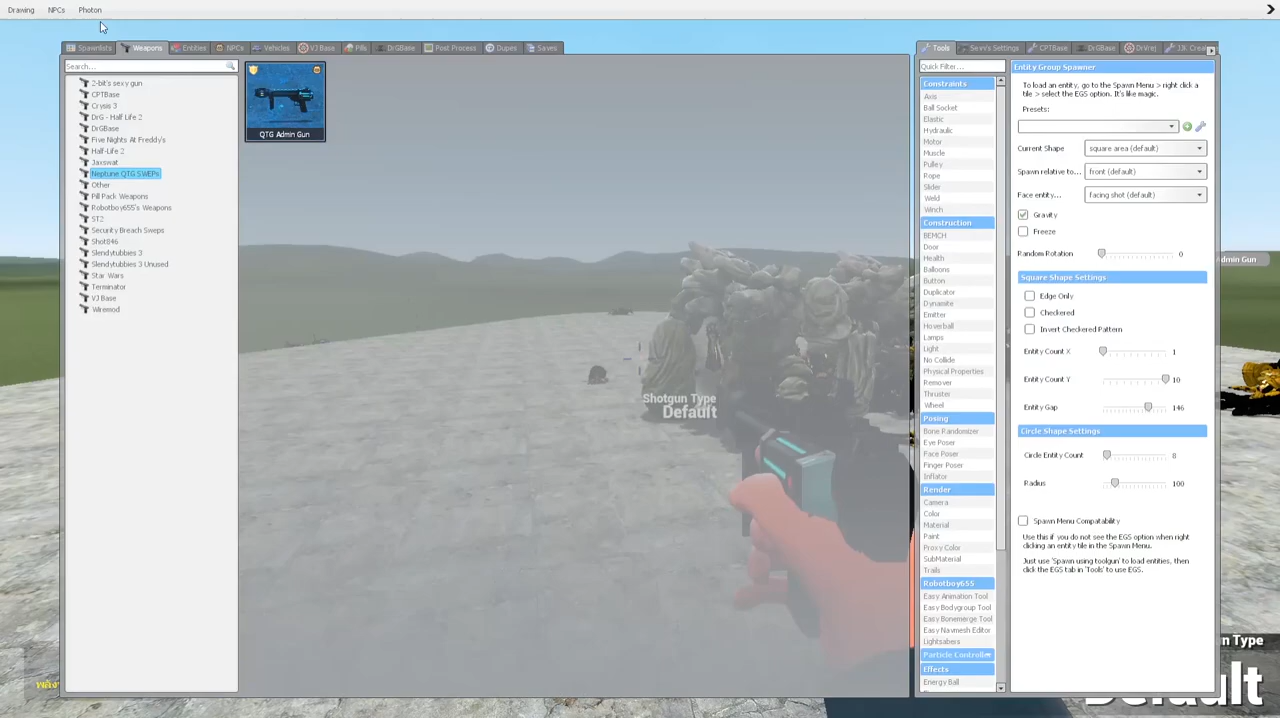 Drawing NPCs Photon
Spawnlists Weapons Entities NPCs Vehicles VJ Base Pills DrGBase Post Process Dupes Saves
Search...
2-bit's sexy gun
CPTBase
Crysis 3
DrG - Half Life 2
DrGBase
Five Nights At Freddy's
Half-Life 2
Jaxswat
Neptune QTG SWEPs
Other
Pill Pack Weapons
Robotboy655's Weapons
ST2
Security Breach Sweps
Shot846
Slendytubbies 3
Slendytubbies 3 Unused
Star Wars
Terminator
VJ Base
Wiremod
QTG Admin Gun
Shotgun Type
Default
Tools Sevv's Settings CPTBase DrGBase DrVrej
Quick Filter...
Constraints
Axis
Ball Socket
Elastic
Hydraulic
Motor
Muscle
Pulley
Rope
Slider
Weld
Winch
Construction
BEMCH
Door
Health
Balloons
Button
Duplicator
Dynamite
Emitter
Hoverball
Lamps
Light
No Collide
Physical Properties
Remover
Thruster
Wheel
Posing
Bone Randomizer
Eye Poser
Face Poser
Finger Poser
Inflator
Render
Camera
Color
Material
Paint
Proxy Color
SubMaterial
Trails
Robotboy655
Easy Animation Tool
Easy Bodygroup Tool
Easy Bonemerge Tool
Easy Navmesh Editor
Lightsabers
Particle Controller
Effects
Energy Ball
Entity Group Spawner
To load an entity, go to the Spawn Menu > right click a
tile > select the EGS option. It's like magic.
Presets:
Current Shape square area (default)
Spawn relative to... front (default)
Face entity... facing shot (default)
Gravity
Freeze
Random Rotation 0
Square Shape Settings
Edge Only
Checkered
Invert Checkered Pattern
Entity Count X 1
Entity Count Y 10
Entity Gap 146
Circle Shape Settings
Circle Entity Count 8
Radius 100
Spawn Menu Compatability
Use this if you do not see the EGS option when right
clicking an entity tile in the Spawn Menu.
Just use 'Spawn using toolgun' to load entities, then
click the EGS tab in 'Tools' to use EGS.
Admin Gun
n Type
Default